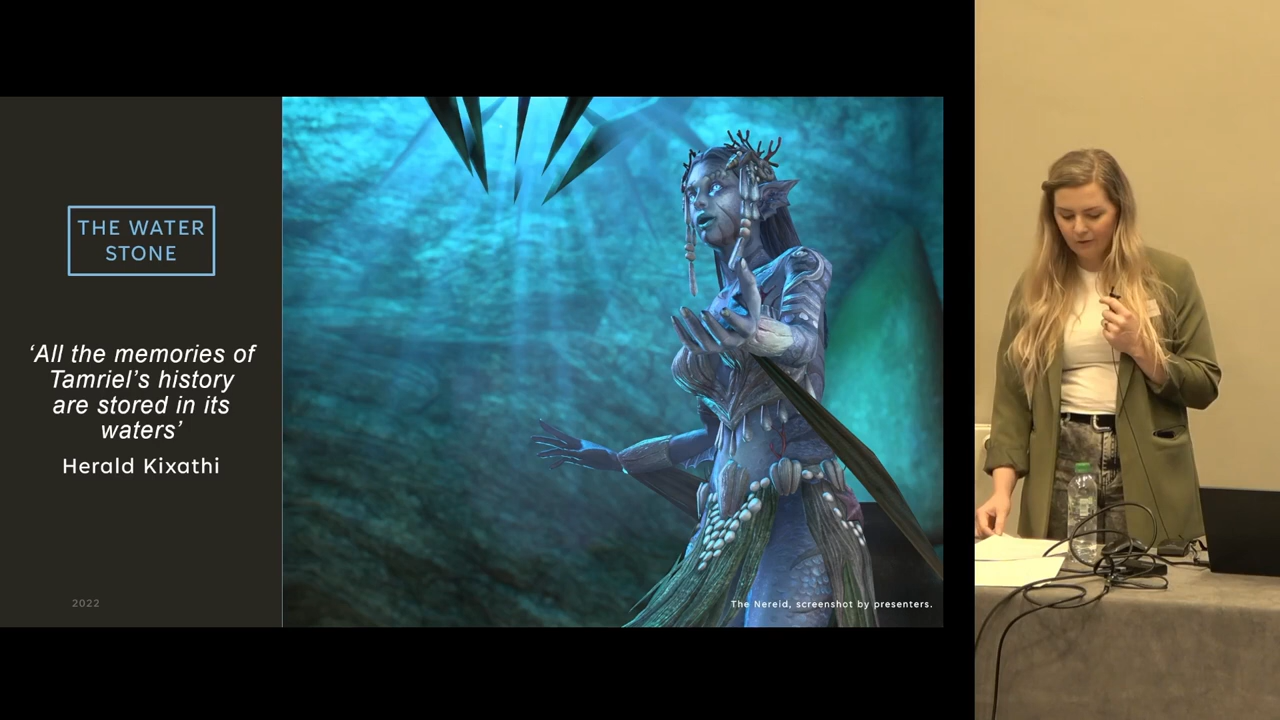 THE WATER
STONE
‘All the memories of
Tamriel’s history
are stored in its
waters’
Herald Kixathi
2022
The Nereid, screenshot by presenters.